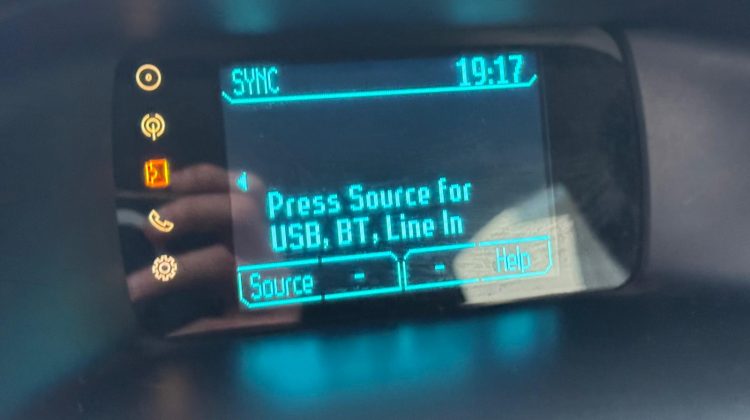 SYNC 19:17
Press Source for
USB, BT, Line In
Source - - Help